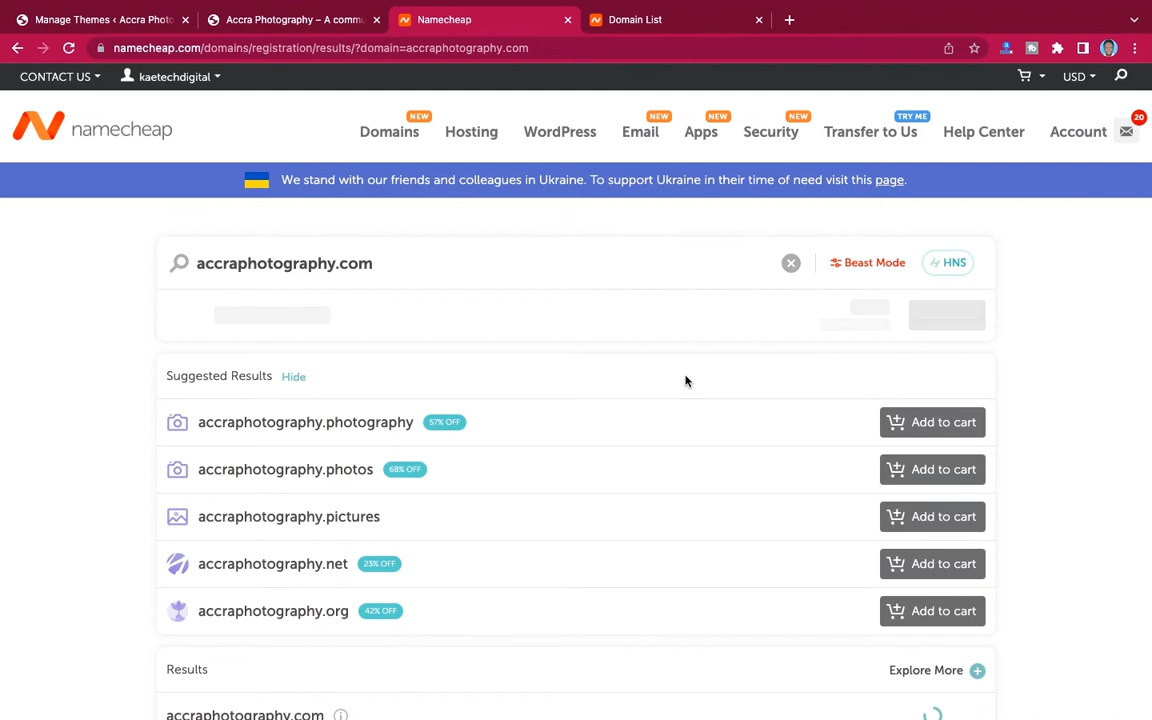 Manage Themes ‹ Accra Photo
Accra Photography – A commu
Namecheap
Domain List
namecheap.com/domains/registration/results/?domain=accraphotography.com
CONTACT US
kaetechdigital
USD
namecheap
Domains NEW
Hosting
WordPress
Email NEW
Apps NEW
Security NEW
Transfer to Us TRY ME
Help Center
Account
20
We stand with our friends and colleagues in Ukraine. To support Ukraine in their time of need visit this page.
accraphotography.com
Beast Mode
HNS
Suggested Results Hide
accraphotography.photography 57% OFF Add to cart
accraphotography.photos 68% OFF Add to cart
accraphotography.pictures Add to cart
accraphotography.net 23% OFF Add to cart
accraphotography.org 42% OFF Add to cart
Results Explore More
accraphotography.com